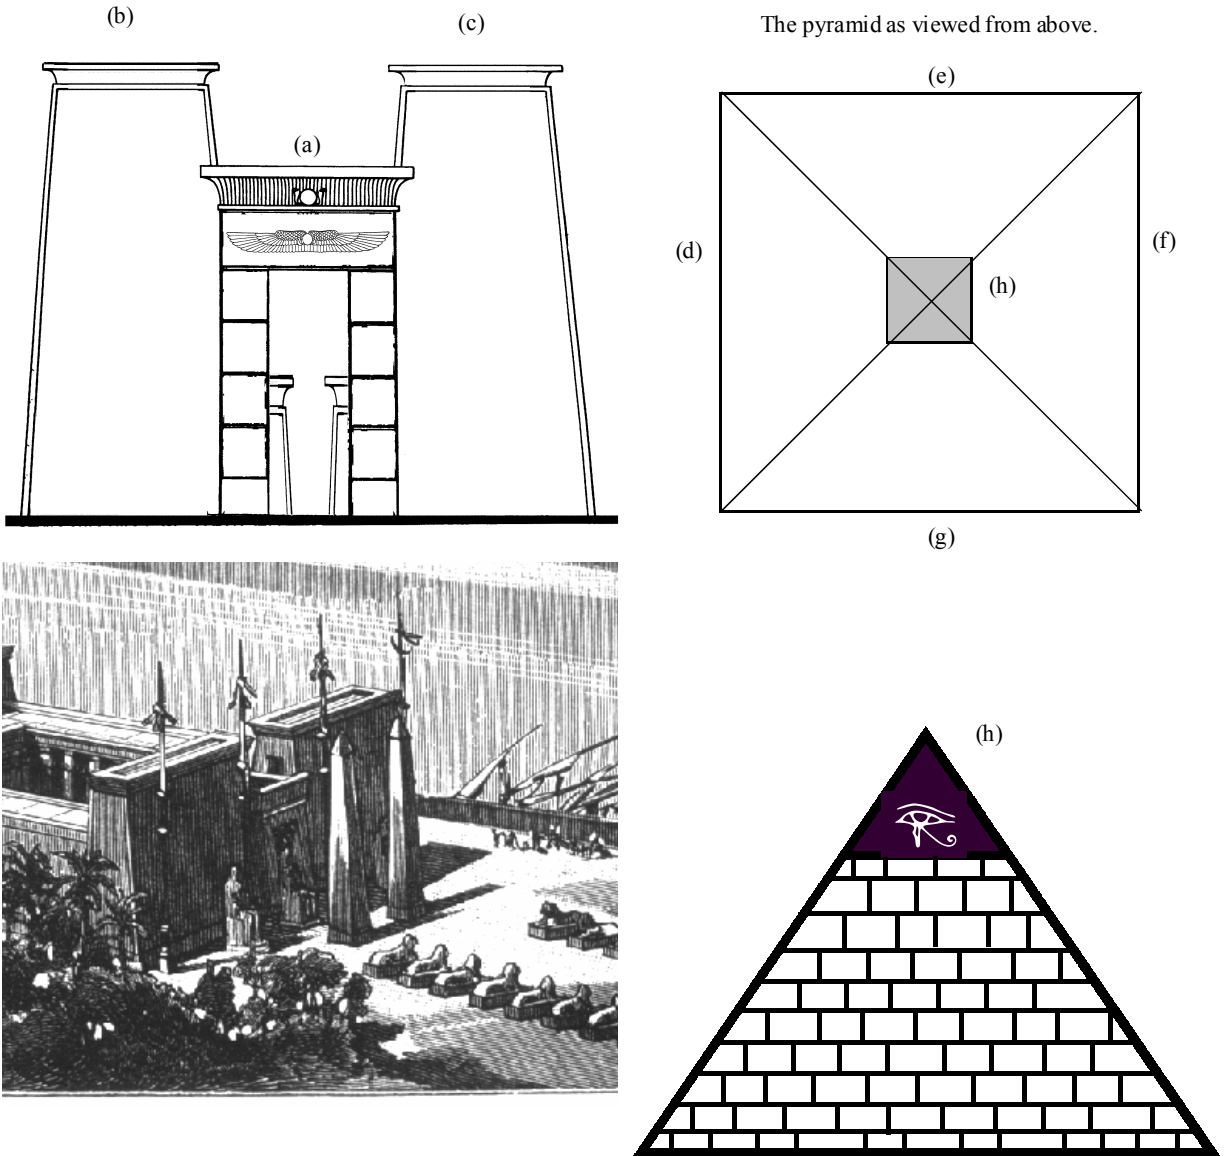 (b)
(c)
The pyramid as viewed from above.
(e)
(a)
(d)
(f)
(h)
(g)
(h)